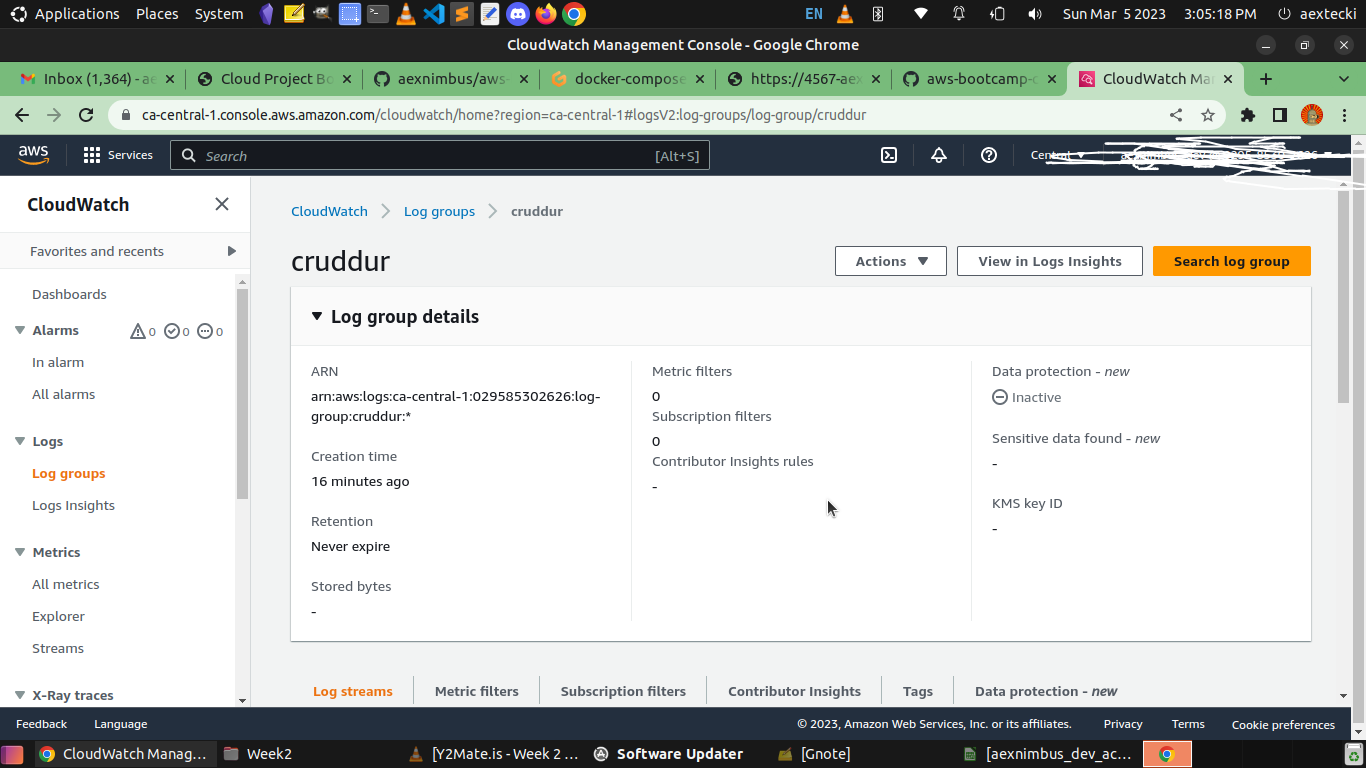 Applications Places System EN Sun Mar 5 2023 3:05:18 PM aextecki
CloudWatch Management Console - Google Chrome
Inbox (1,364) - ae Cloud Project Bo aexnimbus/aws- docker-compose https://4567-aex aws-bootcamp-c CloudWatch Ma
ca-central-1.console.aws.amazon.com/cloudwatch/home?region=ca-central-1#logsV2:log-groups/log-group/cruddur
aws Services Search [Alt+S]
CloudWatch
Favorites and recents
Dashboards
Alarms 0 0 0
In alarm
All alarms
Logs
Log groups
Logs Insights
Metrics
All metrics
Explorer
Streams
X-Ray traces
CloudWatch Log groups cruddur
cruddur
Actions View in Logs Insights Search log group
Log group details
ARN
arn:aws:logs:ca-central-1:029585302626:log-
group:cruddur:*
Creation time
16 minutes ago
Retention
Never expire
Stored bytes
-
Metric filters
0
Subscription filters
0
Contributor Insights rules
-
Data protection - new
Inactive
Sensitive data found - new
-
KMS key ID
-
Log streams Metric filters Subscription filters Contributor Insights Tags Data protection - new
Feedback Language © 2023, Amazon Web Services, Inc. or its affiliates. Privacy Terms Cookie preferences
CloudWatch Manag... Week2 [Y2Mate.is - Week 2 ... Software Updater [Gnote] [aexnimbus_dev_ac...